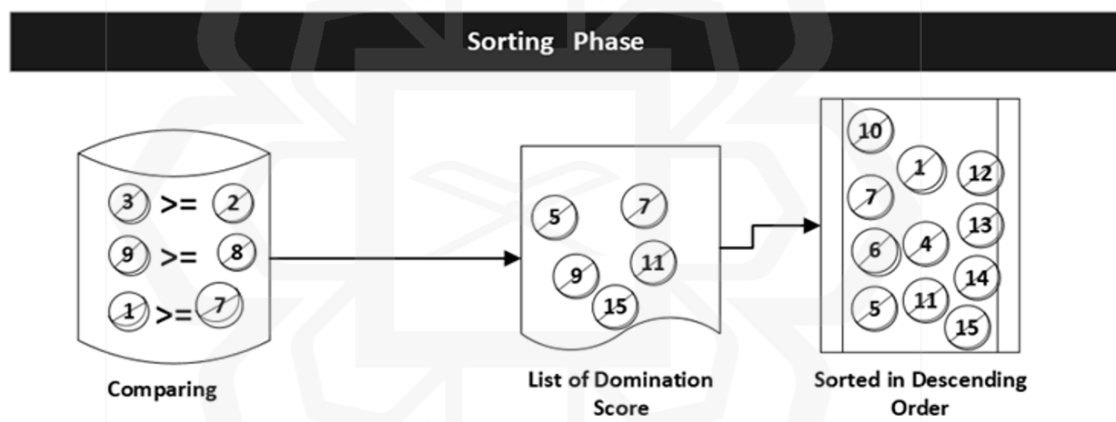 Sorting Phase
3 >= 2
9 >= 8
1 >= 7
Comparing
5 7
9 11
15
List of Domination
Score
10
1 12
7
13
6 4
14
5 11
15
Sorted in Descending
Order